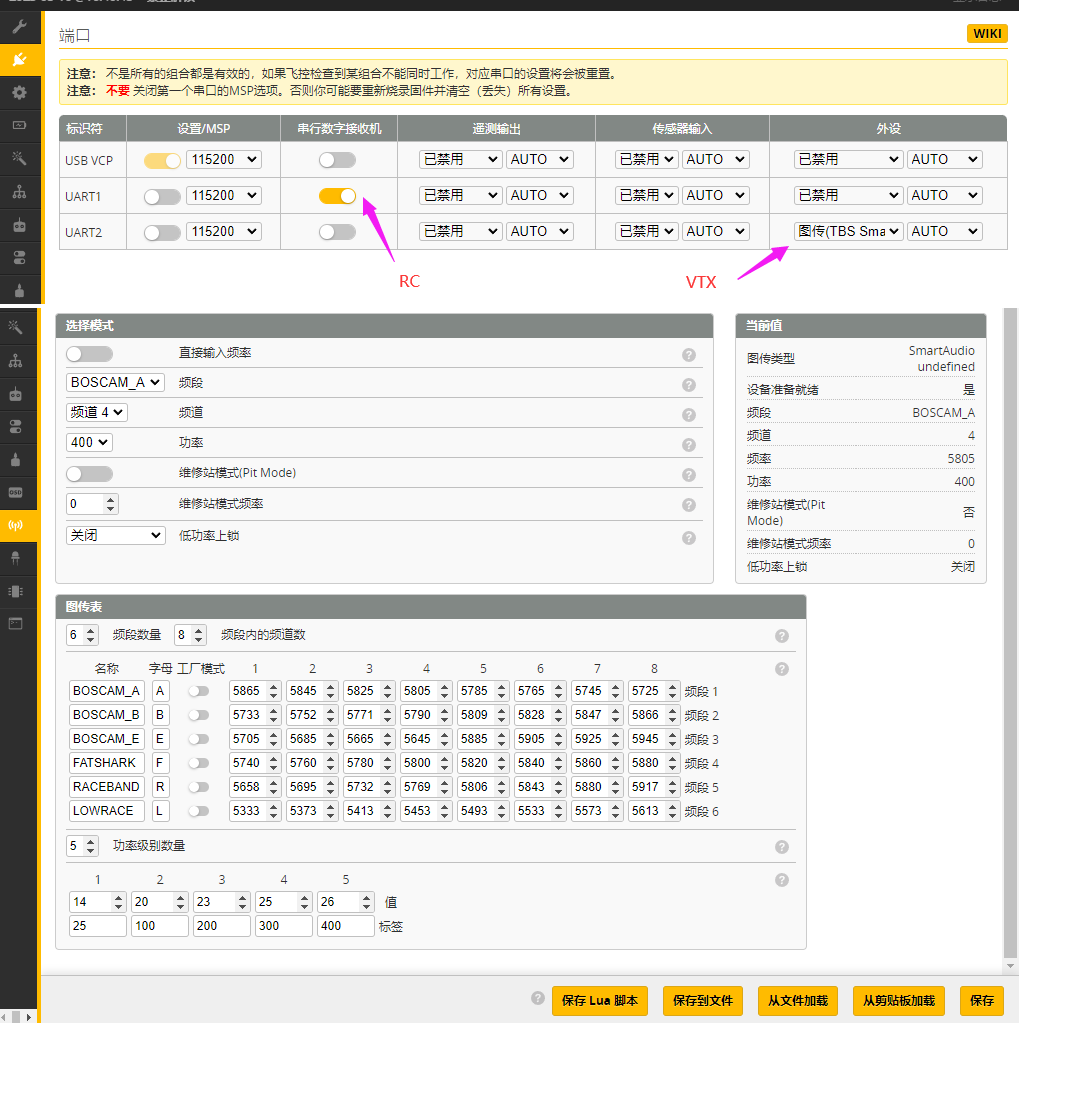 端口
WIKI
注意： 不是所有的组合都是有效的，如果飞控检查到某组合不能同时工作，对应串口的设置将会被重置。
注意： 不要 关闭第一个串口的MSP选项。否则你可能要重新烧录固件并清空（丢失）所有设置。
标识符 设置/MSP 串行数字接收机 遥测输出 传感器输入 外设
USB VCP 115200 已禁用 AUTO 已禁用 AUTO 已禁用 AUTO
UART1 115200 已禁用 AUTO 已禁用 AUTO 已禁用 AUTO
UART2 115200 已禁用 AUTO 已禁用 AUTO 图传(TBS Sma AUTO
RC VTX
选择模式
直接输入频率
BOSCAM_A 频段
频道 4 频道
400 功率
维修站模式(Pit Mode)
0 维修站模式频率
关闭 低功率上锁
当前值
图传类型 SmartAudio
undefined
设备准备就绪 是
频段 BOSCAM_A
频道 4
频率 5805
功率 400
维修站模式(Pit
Mode) 否
维修站模式频率 0
低功率上锁 关闭
图传表
6 频段数量 8 频段内的频道数
名称 字母 工厂模式 1 2 3 4 5 6 7 8
BOSCAM_A A 5865 5845 5825 5805 5785 5765 5745 5725 频段 1
BOSCAM_B B 5733 5752 5771 5790 5809 5828 5847 5866 频段 2
BOSCAM_E E 5705 5685 5665 5645 5885 5905 5925 5945 频段 3
FATSHARK F 5740 5760 5780 5800 5820 5840 5860 5880 频段 4
RACEBAND R 5658 5695 5732 5769 5806 5843 5880 5917 频段 5
LOWRACE L 5333 5373 5413 5453 5493 5533 5573 5613 频段 6
5 功率级别数量
1 2 3 4 5
14 20 23 25 26 值
25 100 200 300 400 标签
保存 Lua 脚本 保存到文件 从文件加载 从剪贴板加载 保存